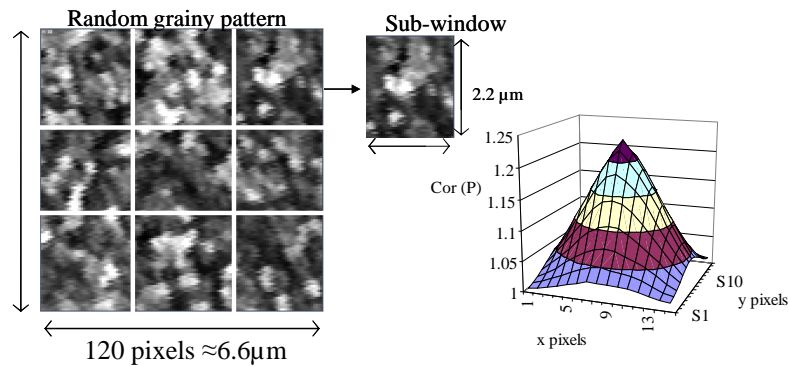 Random grainy pattern
Sub-window
2.2 µm
120 pixels ≈6.6µm
1.25
1.2
1.15
1.1
1.05
1
Cor (P)
1
5
9
13
x pixels
S1
S10
y pixels